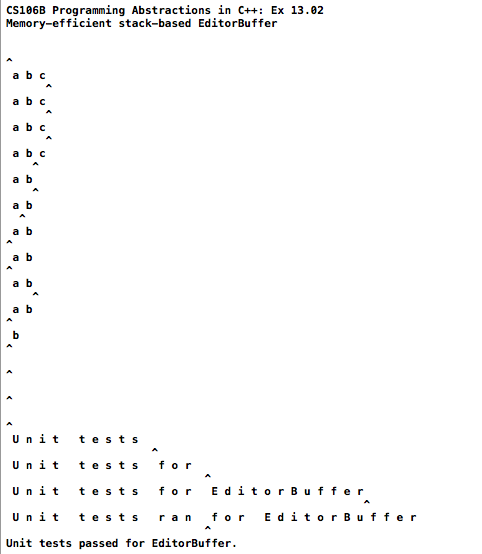 CS106B Programming Abstractions in C++: Ex 13.02
Memory-efficient stack-based EditorBuffer
^
 a b c
      ^
 a b c
      ^
 a b c
      ^
 a b c
    ^
 a b
    ^
 a b
  ^
 a b
^
 a b
^
 a b
    ^
 a b
^
 b
^
^
^
^
 U n i t   t e s t s
                      ^
 U n i t   t e s t s   f o r
                              ^
 U n i t   t e s t s   f o r   E d i t o r B u f f e r
                                                      ^
 U n i t   t e s t s   r a n   f o r   E d i t o r B u f f e r
                              ^
Unit tests passed for EditorBuffer.